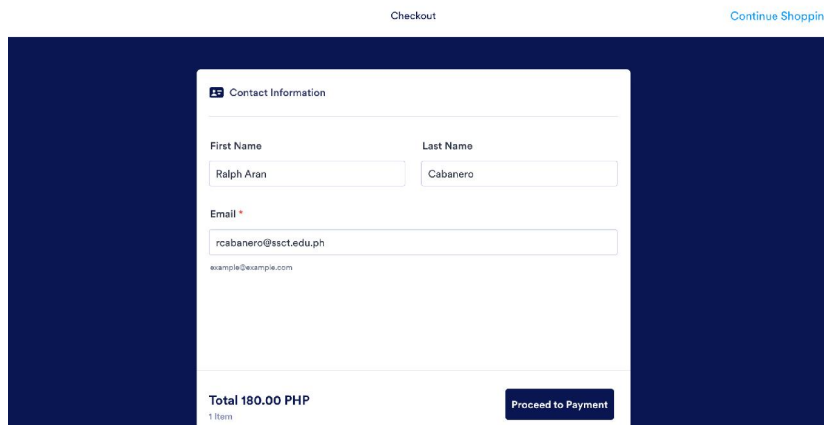 Checkout
Continue Shoppin
Contact Information
First Name Last Name
Ralph Aran Cabanero
Email *
rcabanero@ssct.edu.ph
example@example.com
Total 180.00 PHP
1 Item
Proceed to Payment